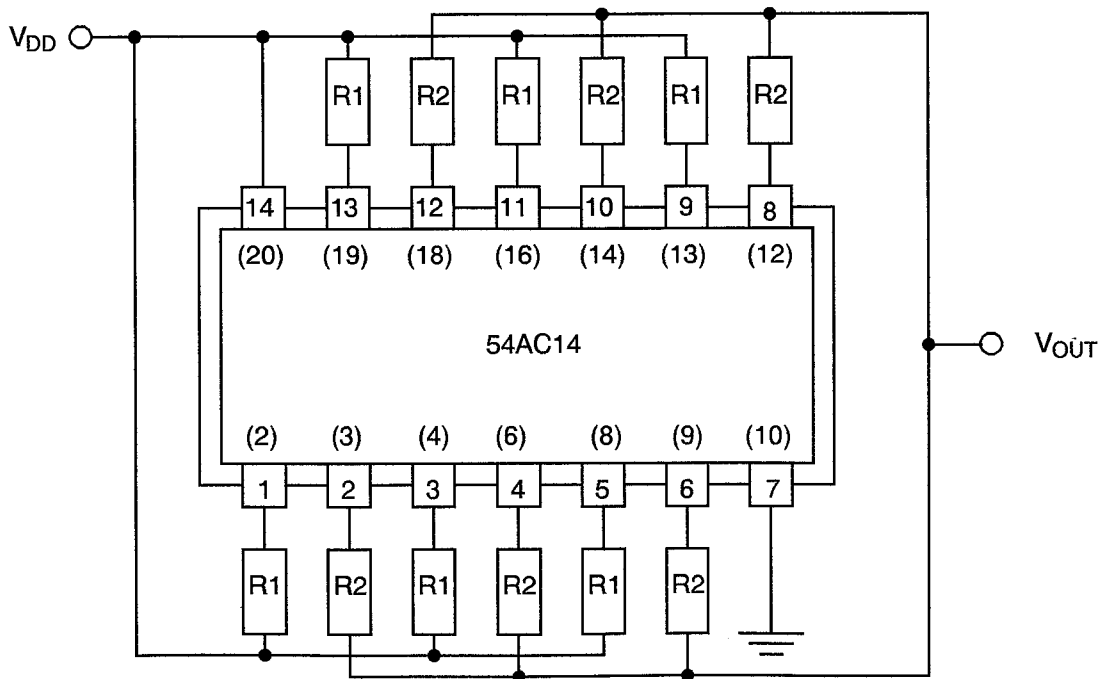 V_DD
R1 R2 R1 R2 R1 R2
14 13 12 11 10 9 8
(20) (19) (18) (16) (14) (13) (12)
54AC14
V_OUT
(2) (3) (4) (6) (8) (9) (10)
1 2 3 4 5 6 7
R1 R2 R1 R2 R1 R2